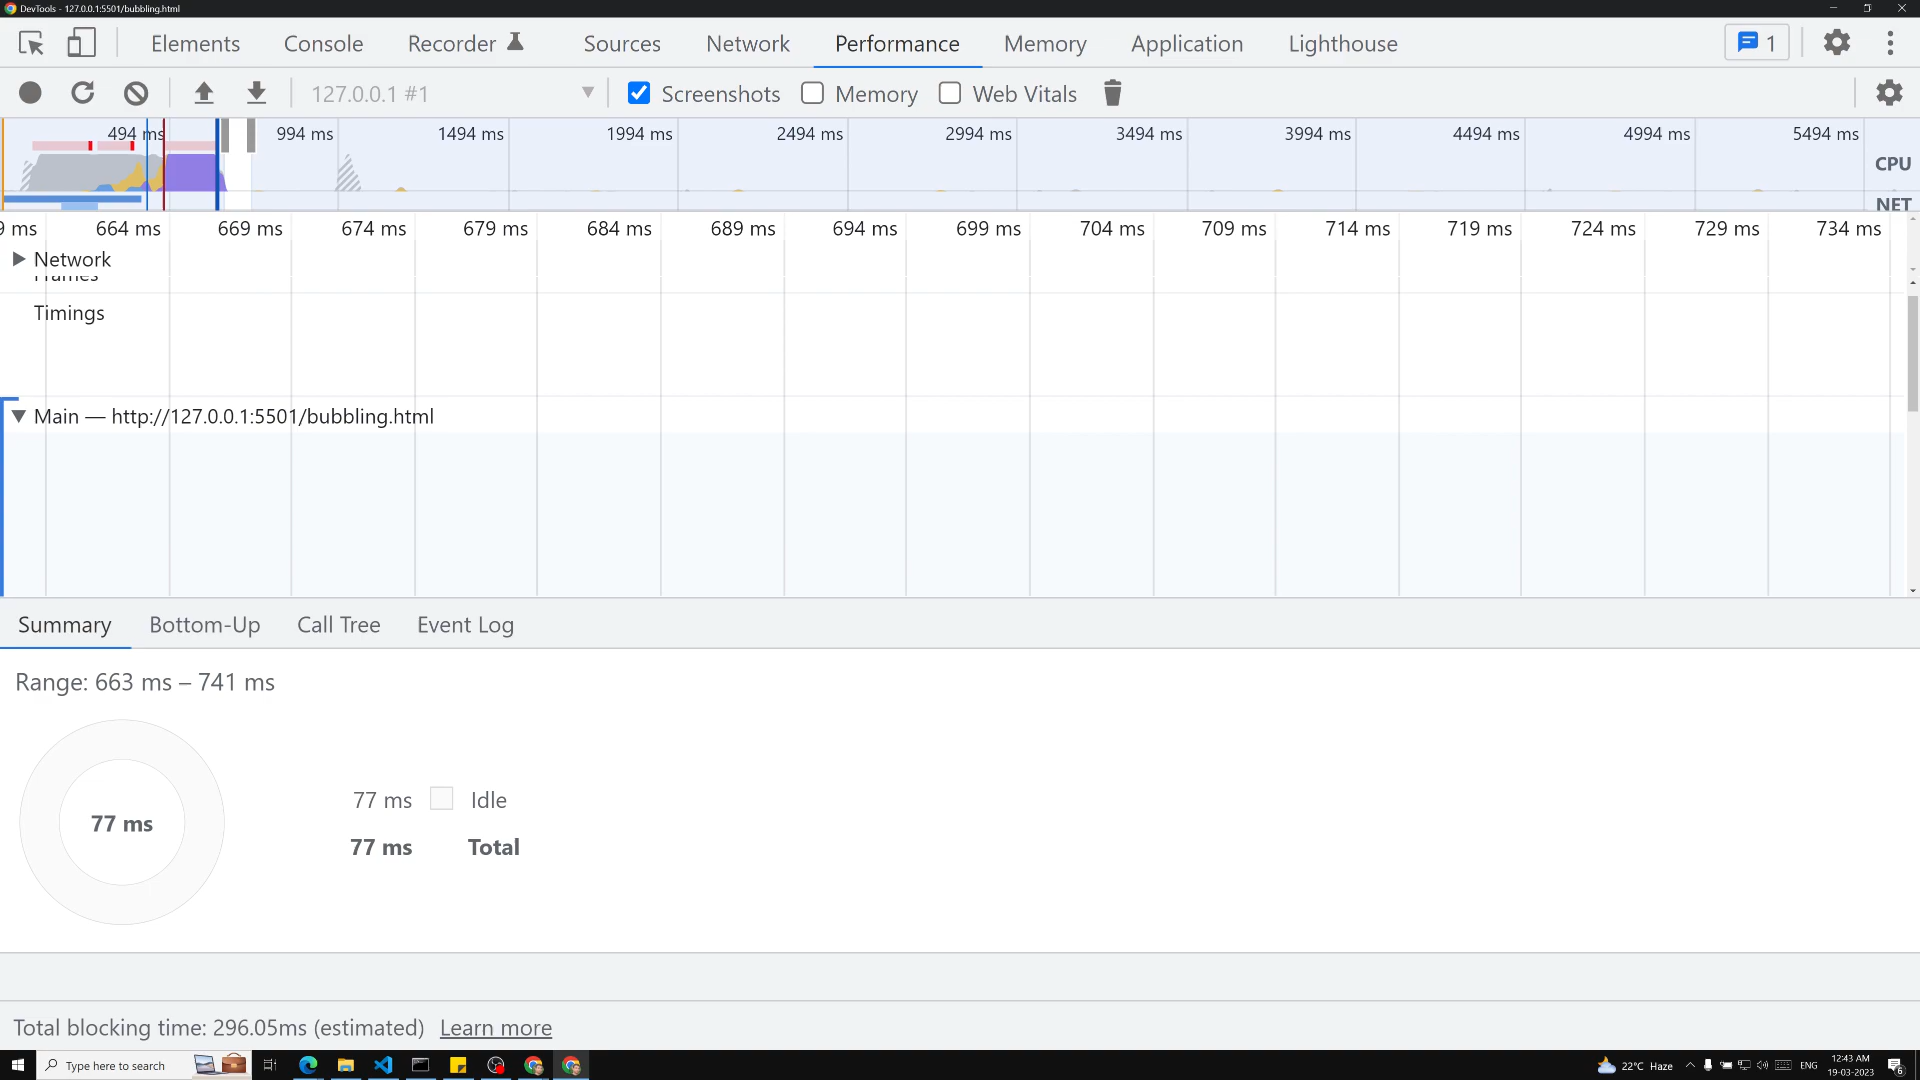 DevTools - 127.0.0.1:5501/bubbling.html
Elements Console Recorder Sources Network Performance Memory Application Lighthouse 1
127.0.0.1 #1 Screenshots Memory Web Vitals
494 ms 994 ms 1494 ms 1994 ms 2494 ms 2994 ms 3494 ms 3994 ms 4494 ms 4994 ms 5494 ms
CPU
NET
9 ms 664 ms 669 ms 674 ms 679 ms 684 ms 689 ms 694 ms 699 ms 704 ms 709 ms 714 ms 719 ms 724 ms 729 ms 734 ms
Network
Frames
Timings
Main — http://127.0.0.1:5501/bubbling.html
Summary Bottom-Up Call Tree Event Log
Range: 663 ms – 741 ms
77 ms
77 ms Idle
77 ms Total
Total blocking time: 296.05ms (estimated) Learn more
Type here to search
22°C Haze
ENG
12:43 AM
19-03-2023
6